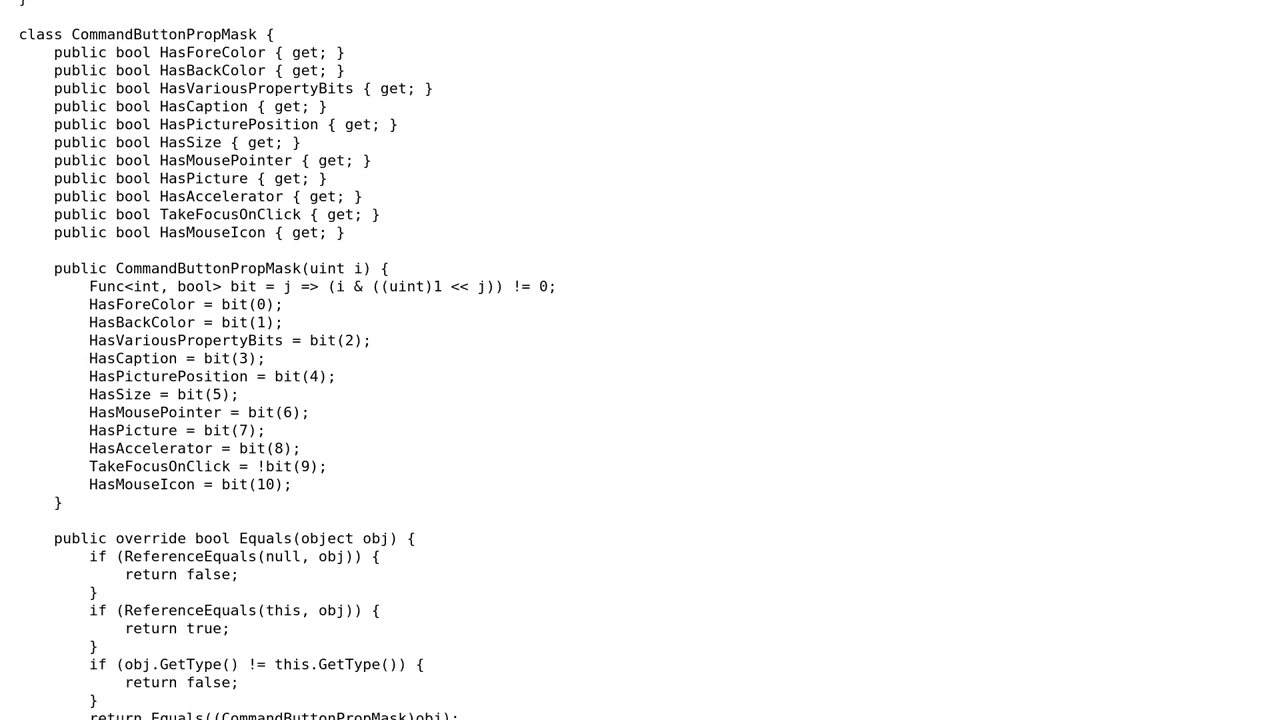 }
class CommandButtonPropMask {
    public bool HasForeColor { get; }
    public bool HasBackColor { get; }
    public bool HasVariousPropertyBits { get; }
    public bool HasCaption { get; }
    public bool HasPicturePosition { get; }
    public bool HasSize { get; }
    public bool HasMousePointer { get; }
    public bool HasPicture { get; }
    public bool HasAccelerator { get; }
    public bool TakeFocusOnClick { get; }
    public bool HasMouseIcon { get; }

    public CommandButtonPropMask(uint i) {
        Func<int, bool> bit = j => (i & ((uint)1 << j)) != 0;
        HasForeColor = bit(0);
        HasBackColor = bit(1);
        HasVariousPropertyBits = bit(2);
        HasCaption = bit(3);
        HasPicturePosition = bit(4);
        HasSize = bit(5);
        HasMousePointer = bit(6);
        HasPicture = bit(7);
        HasAccelerator = bit(8);
        TakeFocusOnClick = !bit(9);
        HasMouseIcon = bit(10);
    }

    public override bool Equals(object obj) {
        if (ReferenceEquals(null, obj)) {
            return false;
        }
        if (ReferenceEquals(this, obj)) {
            return true;
        }
        if (obj.GetType() != this.GetType()) {
            return false;
        }
        return Equals((CommandButtonPropMask)obj);